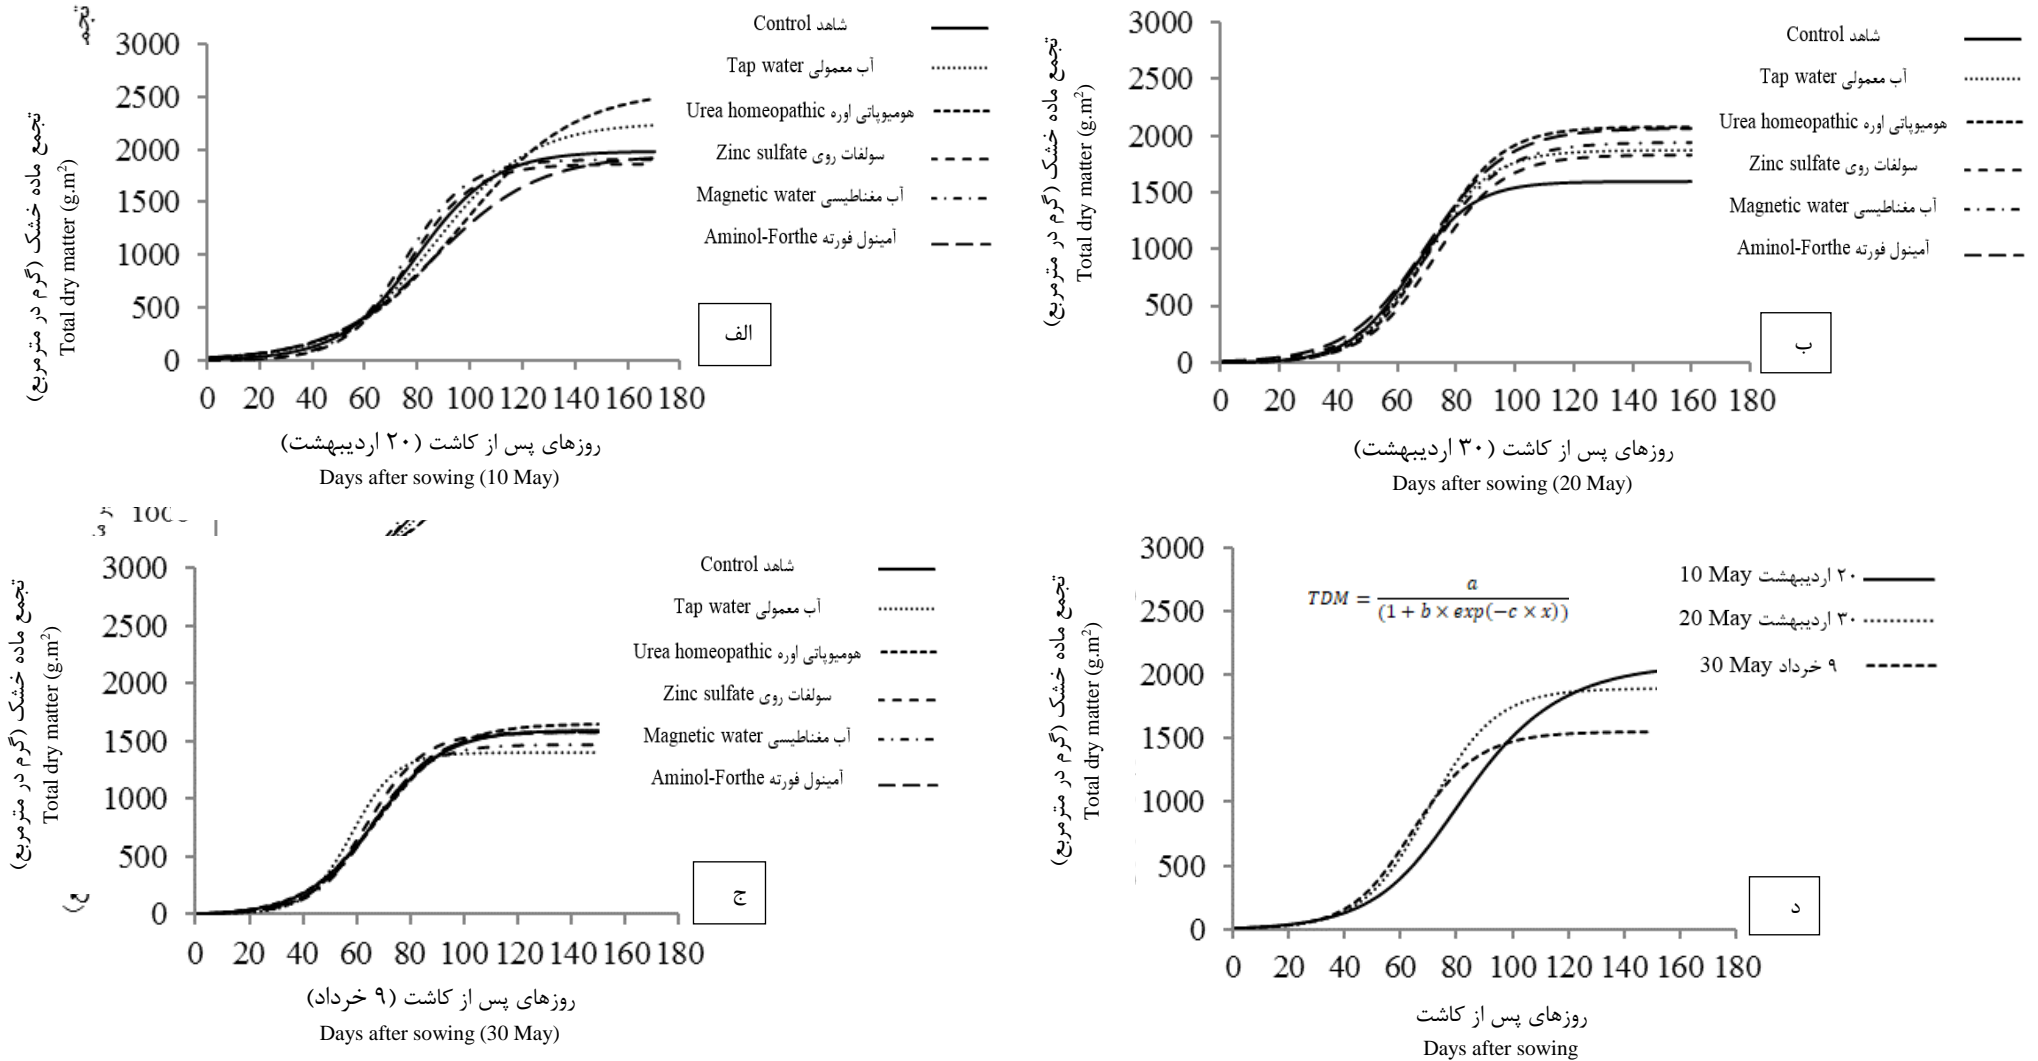 3000
2500
2000
1500
1000
500
0
0 20 40 60 80 100 120 140 160 180
تجمع ماده خشک (گرم در مترمربع)
Total dry matter (g.m2)
شاهد Control
آب معمولی Tap water
هومیوپاتی اوره Urea homeopathic
سولفات روی Zinc sulfate
آب مغناطیسی Magnetic water
آمینول فورته Aminol-Forthe
الف
روزهای پس از کاشت (۲۰ اردیبهشت)
Days after sowing (10 May)
3000
2500
2000
1500
1000
500
0
0 20 40 60 80 100 120 140 160 180
تجمع ماده خشک (گرم در مترمربع)
Total dry matter (g.m2)
شاهد Control
آب معمولی Tap water
هومیوپاتی اوره Urea homeopathic
سولفات روی Zinc sulfate
آب مغناطیسی Magnetic water
آمینول فورته Aminol-Forthe
ب
روزهای پس از کاشت (۳۰ اردیبهشت)
Days after sowing (20 May)
3000
2500
2000
1500
1000
500
0
0 20 40 60 80 100 120 140 160 180
تجمع ماده خشک (گرم در مترمربع)
Total dry matter (g.m2)
شاهد Control
آب معمولی Tap water
هومیوپاتی اوره Urea homeopathic
سولفات روی Zinc sulfate
آب مغناطیسی Magnetic water
آمینول فورته Aminol-Forthe
ج
روزهای پس از کاشت (۹ خرداد)
Days after sowing (30 May)
3000
2500
2000
1500
1000
500
0
0 20 40 60 80 100 120 140 160 180
تجمع ماده خشک (گرم در مترمربع)
Total dry matter (g.m2)
TDM = a / (1 + b × exp(−c × x))
۲۰ اردیبهشت 10 May
۳۰ اردیبهشت 20 May
۹ خرداد 30 May
د
روزهای پس از کاشت
Days after sowing